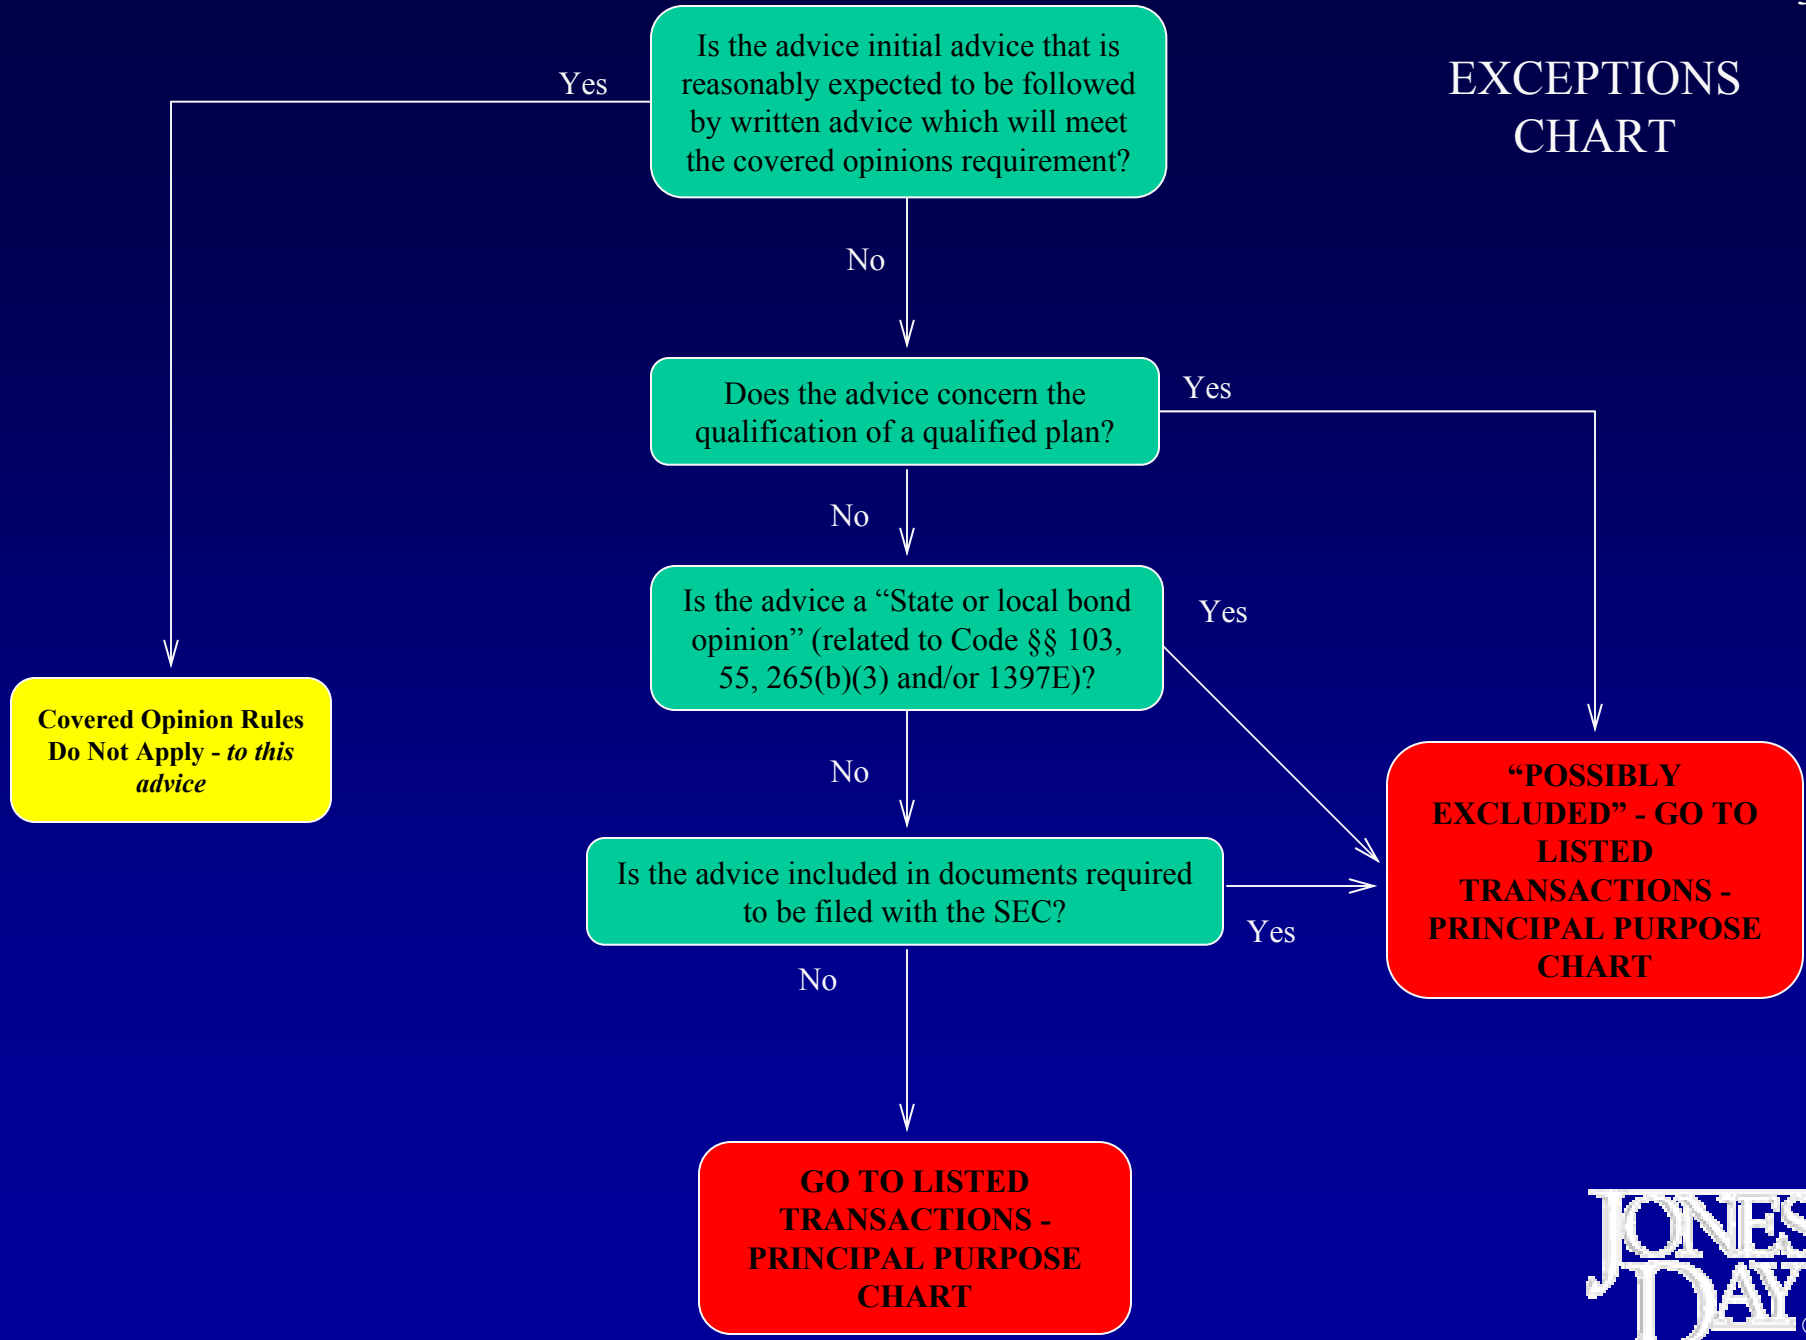 EXCEPTIONS
CHART
Is the advice initial advice that is
reasonably expected to be followed
by written advice which will meet
the covered opinions requirement?
Yes
No
Does the advice concern the
qualification of a qualified plan?
Yes
No
Is the advice a “State or local bond
opinion” (related to Code §§ 103,
55, 265(b)(3) and/or 1397E)?
Yes
No
Covered Opinion Rules
Do Not Apply - to this
advice
“POSSIBLY
EXCLUDED” - GO TO
LISTED
TRANSACTIONS -
PRINCIPAL PURPOSE
CHART
Is the advice included in documents required
to be filed with the SEC?
Yes
No
GO TO LISTED
TRANSACTIONS -
PRINCIPAL PURPOSE
CHART
JONES
DAY